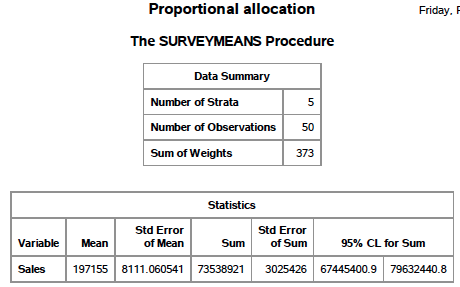 Proportional allocation
Friday,
The SURVEYMEANS Procedure
Data Summary
Number of Strata 5
Number of Observations 50
Sum of Weights 373
Statistics
Variable Mean Std Error of Mean Sum Std Error of Sum 95% CL for Sum
Sales 197155 8111.060541 73538921 3025426 67445400.9 79632440.8